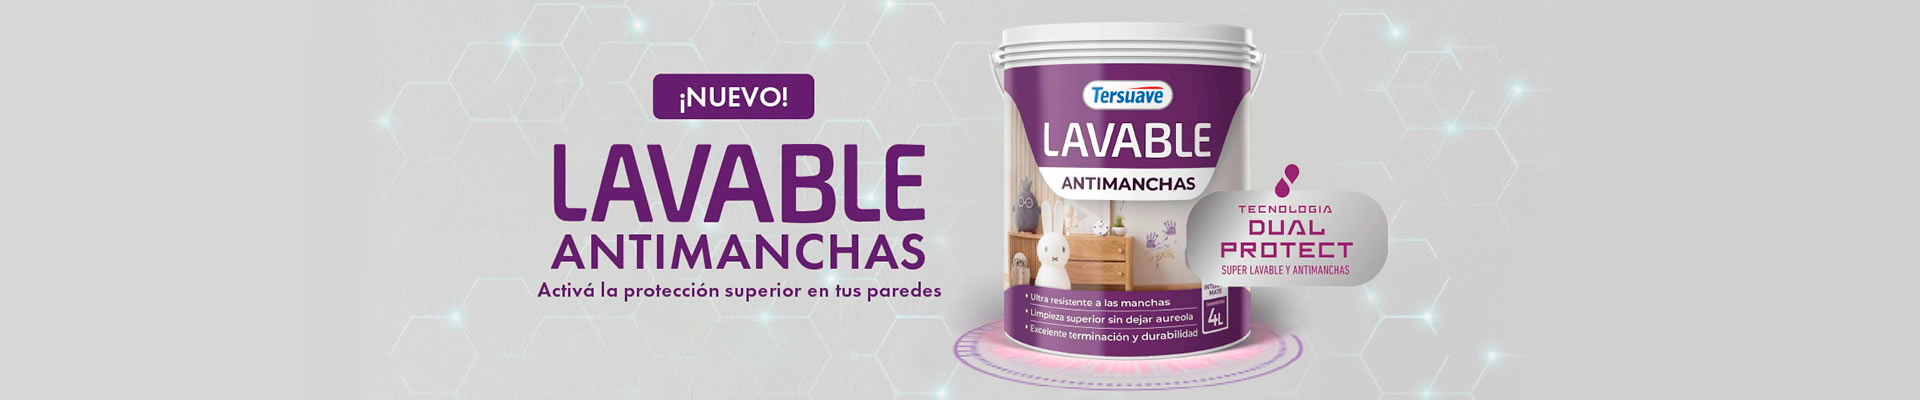 ¡NUEVO!
LAVABLE
ANTIMANCHAS
Activá la protección superior en tus paredes
Tersuave
LAVABLE
ANTIMANCHAS
• Ultra resistente a las manchas
• Limpieza superior sin dejar aureola
• Excelente terminación y durabilidad
MATE
4L
TECNOLOGIA
DUAL
PROTECT
SUPER LAVABLE Y ANTIMANCHAS